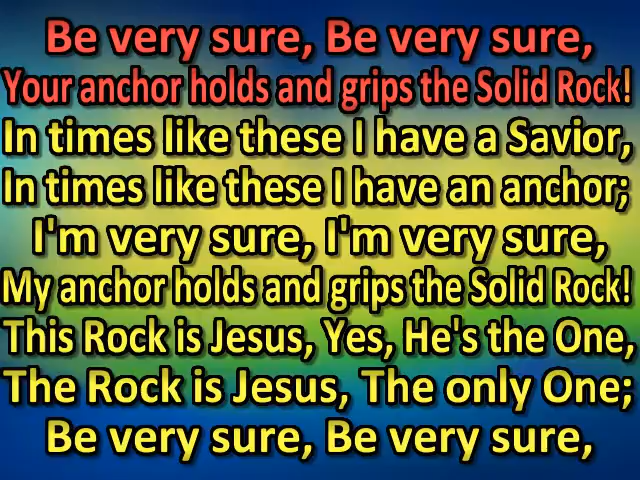 Be very sure, Be very sure,
Your anchor holds and grips the Solid Rock!
In times like these I have a Savior,
In times like these I have an anchor;
I'm very sure, I'm very sure,
My anchor holds and grips the Solid Rock!
This Rock is Jesus, Yes, He's the One,
The Rock is Jesus, The only One;
Be very sure, Be very sure,